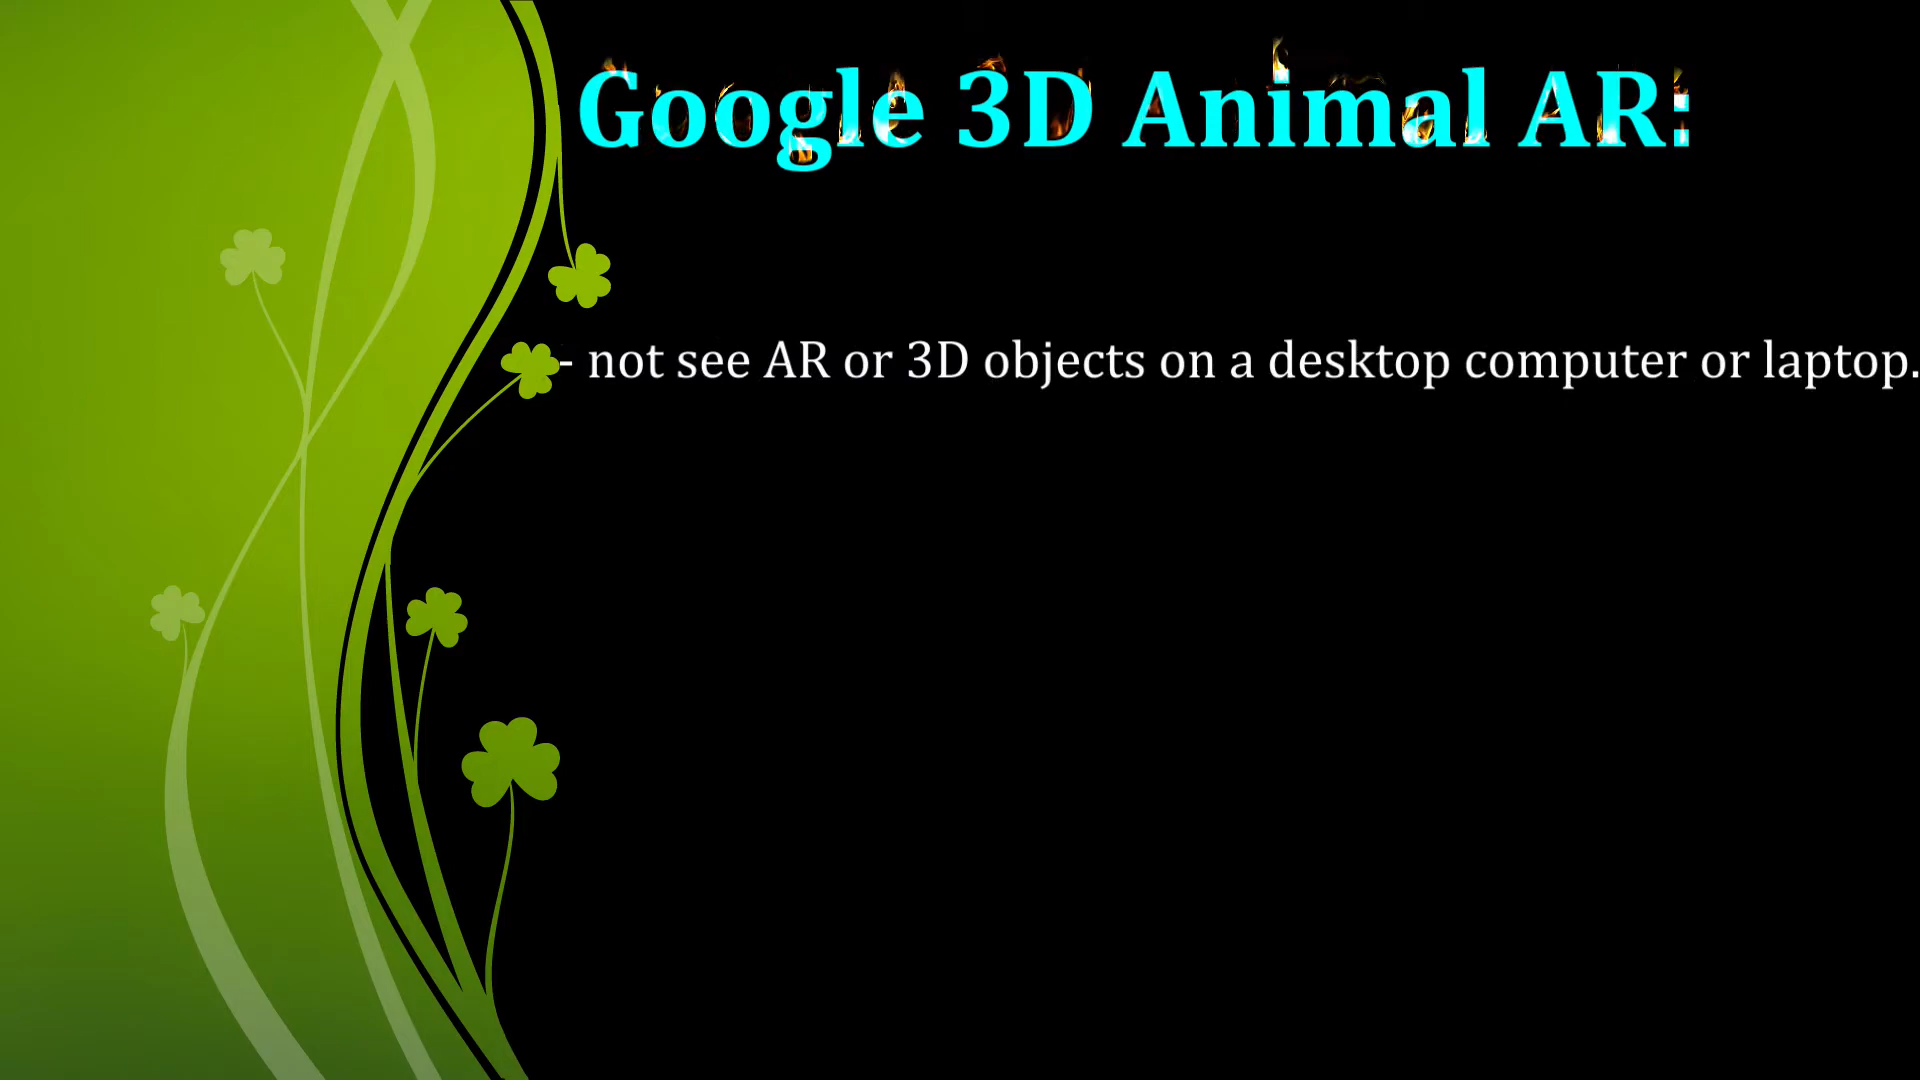 Google 3D Animal AR:
- not see AR or 3D objects on a desktop computer or laptop.